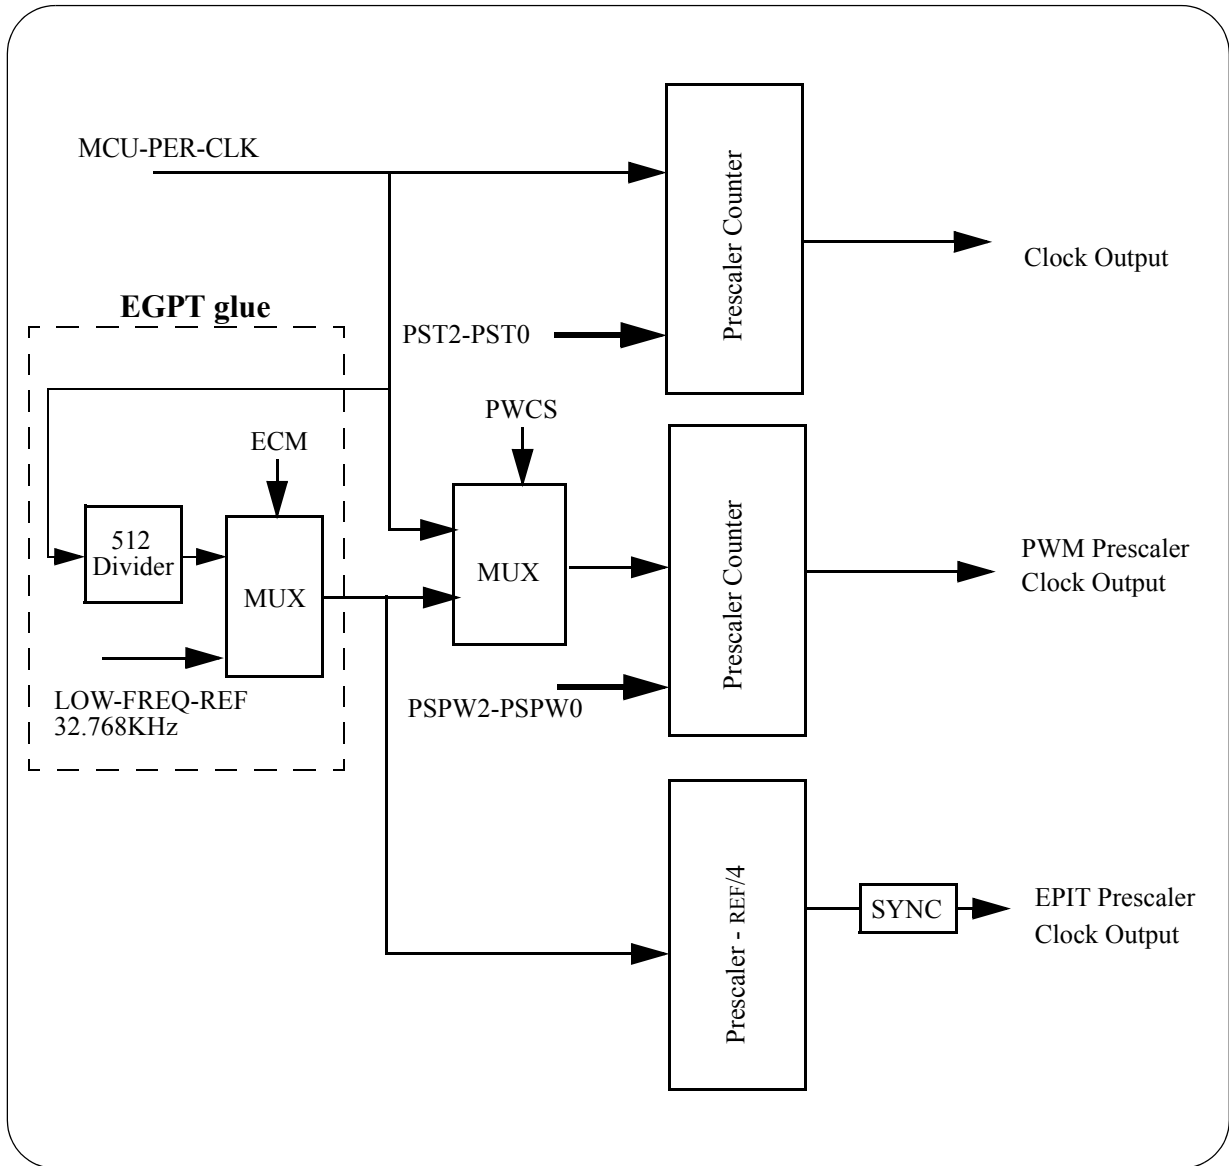 MCU-PER-CLK
Prescaler Counter
Clock Output
EGPT glue
PST2-PST0
PWCS
ECM
512
Divider
MUX
MUX
Prescaler Counter
PWM Prescaler
Clock Output
LOW-FREQ-REF
32.768KHz
PSPW2-PSPW0
Prescaler - REF/4
SYNC
EPIT Prescaler
Clock Output